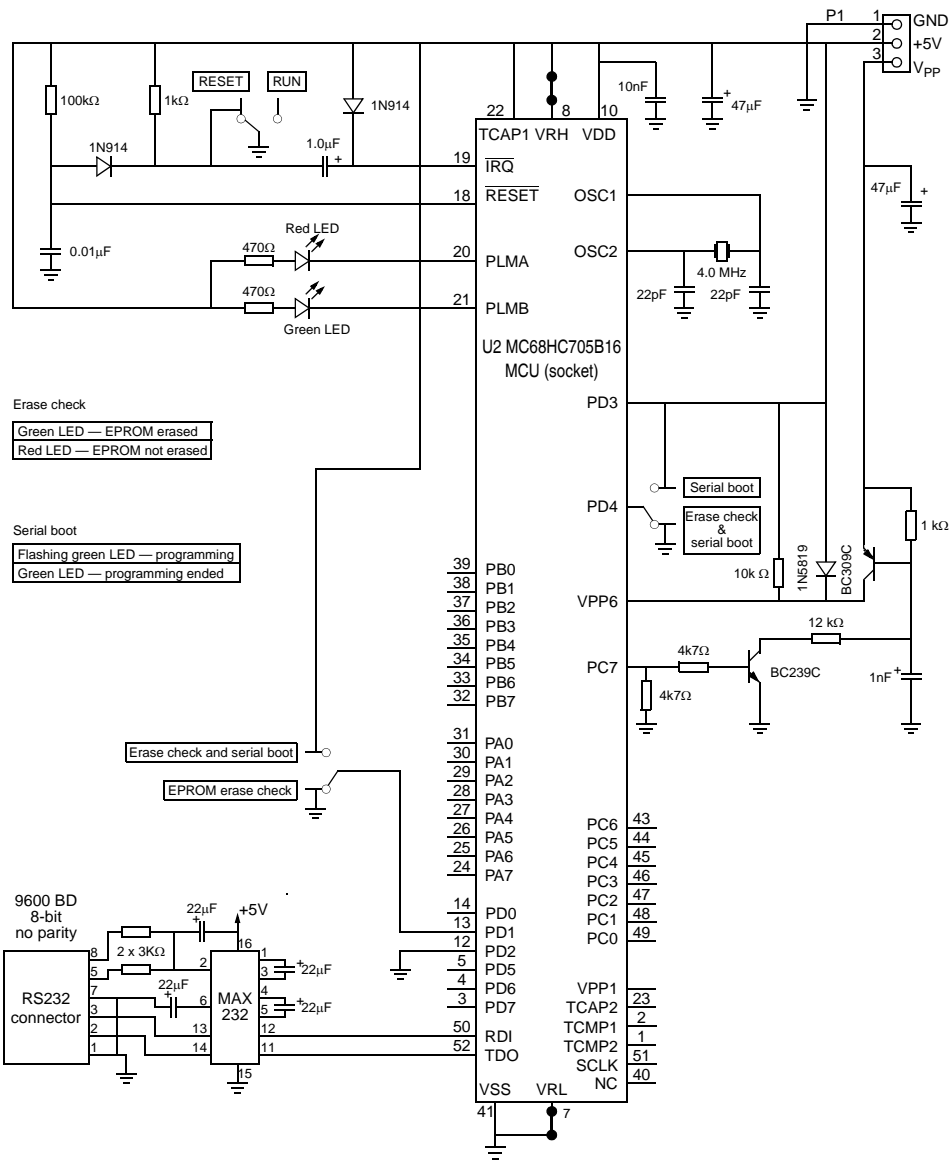 P1
1
GND
2
+5V
3
VPP
100kΩ
1kΩ
RESET
RUN
1N914
10nF
47µF
+
22
8
10
TCAP1
VRH
VDD
1N914
1.0µF
+
19
IRQ
18
RESET
OSC1
47µF
+
0.01µF
Red LED
470Ω
20
PLMA
OSC2
4.0 MHz
22pF
22pF
470Ω
21
PLMB
Green LED
U2 MC68HC705B16
MCU (socket)
PD3
Erase check
Green LED — EPROM erased
Red LED — EPROM not erased
Serial boot
PD4
Erase check
&
serial boot
1 kΩ
Serial boot
Flashing green LED — programming
Green LED — programming ended
10k Ω
1N5819
BC309C
39
PB0
38
PB1
37
PB2
36
PB3
35
PB4
34
PB5
33
PB6
32
PB7
VPP6
12 kΩ
PC7
4k7Ω
BC239C
4k7Ω
1nF
+
31
PA0
30
PA1
29
PA2
28
PA3
27
PA4
26
PA5
25
PA6
24
PA7
Erase check and serial boot
EPROM erase check
PC6
43
PC5
44
PC4
45
PC3
46
PC2
47
PC1
48
PC0
49
9600 BD
8-bit
no parity
22µF
+
+5V
14
PD0
13
PD1
12
PD2
5
PD5
4
PD6
3
PD7
2 x 3KΩ
8
5
7
3
2
1
RS232
connector
22µF
+
16
2
6
13
14
MAX
232
1
3
4
5
12
11
15
+
22µF
+
22µF
50
RDI
52
TDO
VPP1
TCAP2
23
TCMP1
2
TCMP2
1
SCLK
51
NC
40
VSS
VRL
41
7